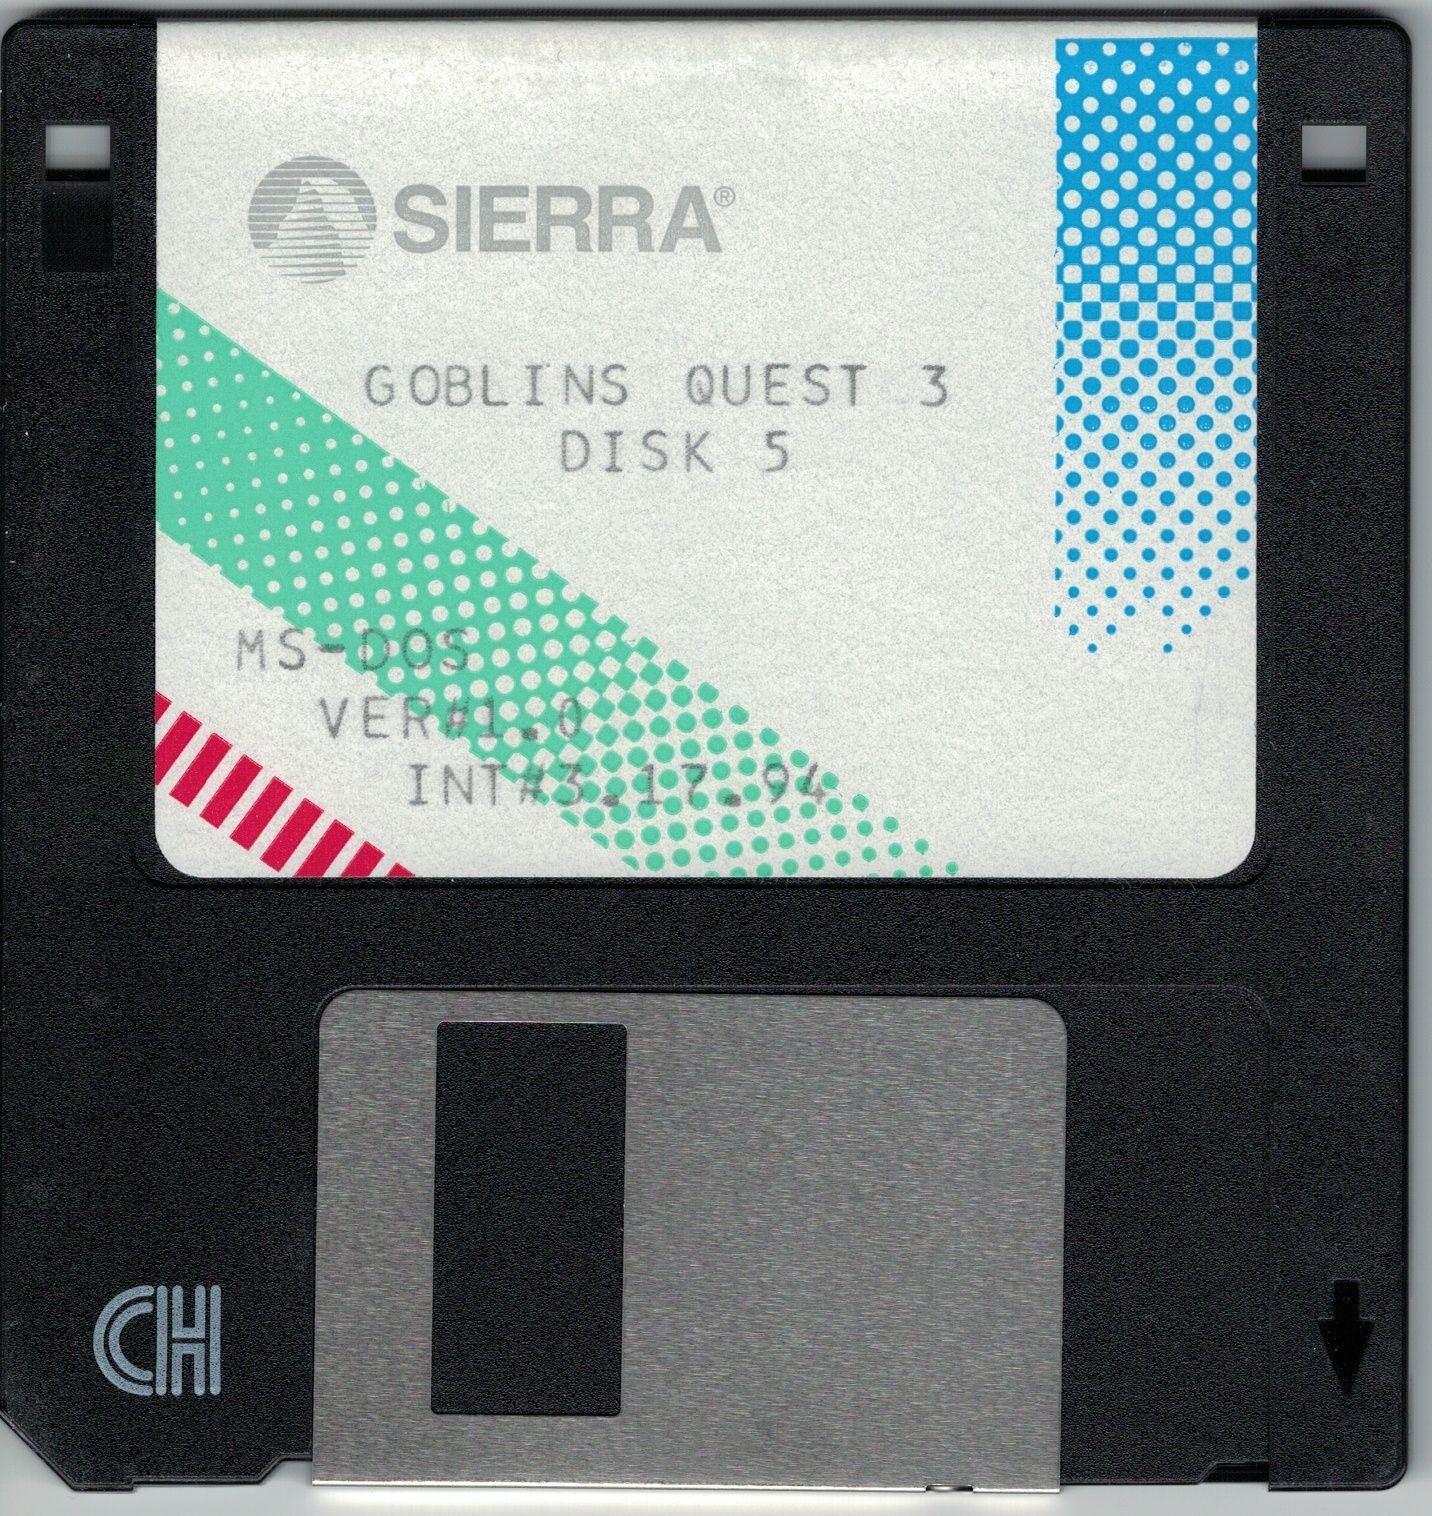 SIERRA®
GOBLINS QUEST 3
DISK 5
MS-DOS
VER#1.0
INT#3.17.94
CH